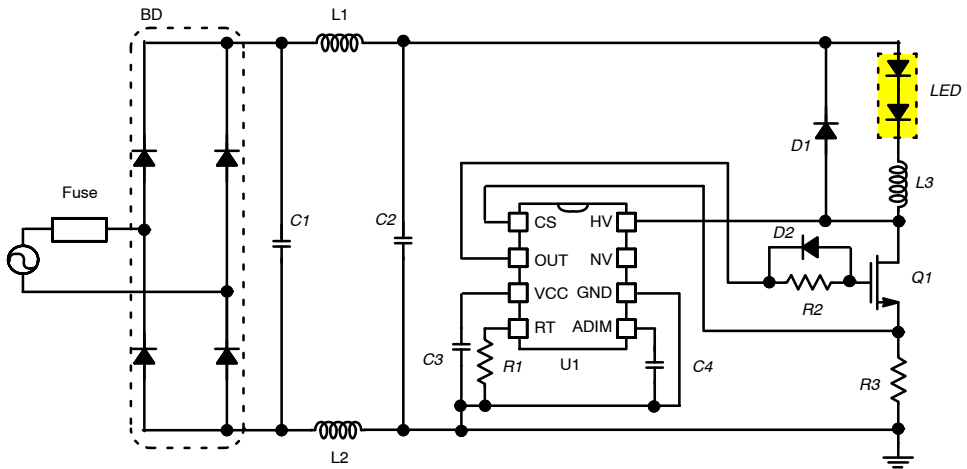 BD
L1
LED
D1
L3
Fuse
C1
C2
CS
HV
D2
OUT
NV
Q1
VCC
GND
R2
RT
ADIM
C3
R1
U1
C4
R3
L2